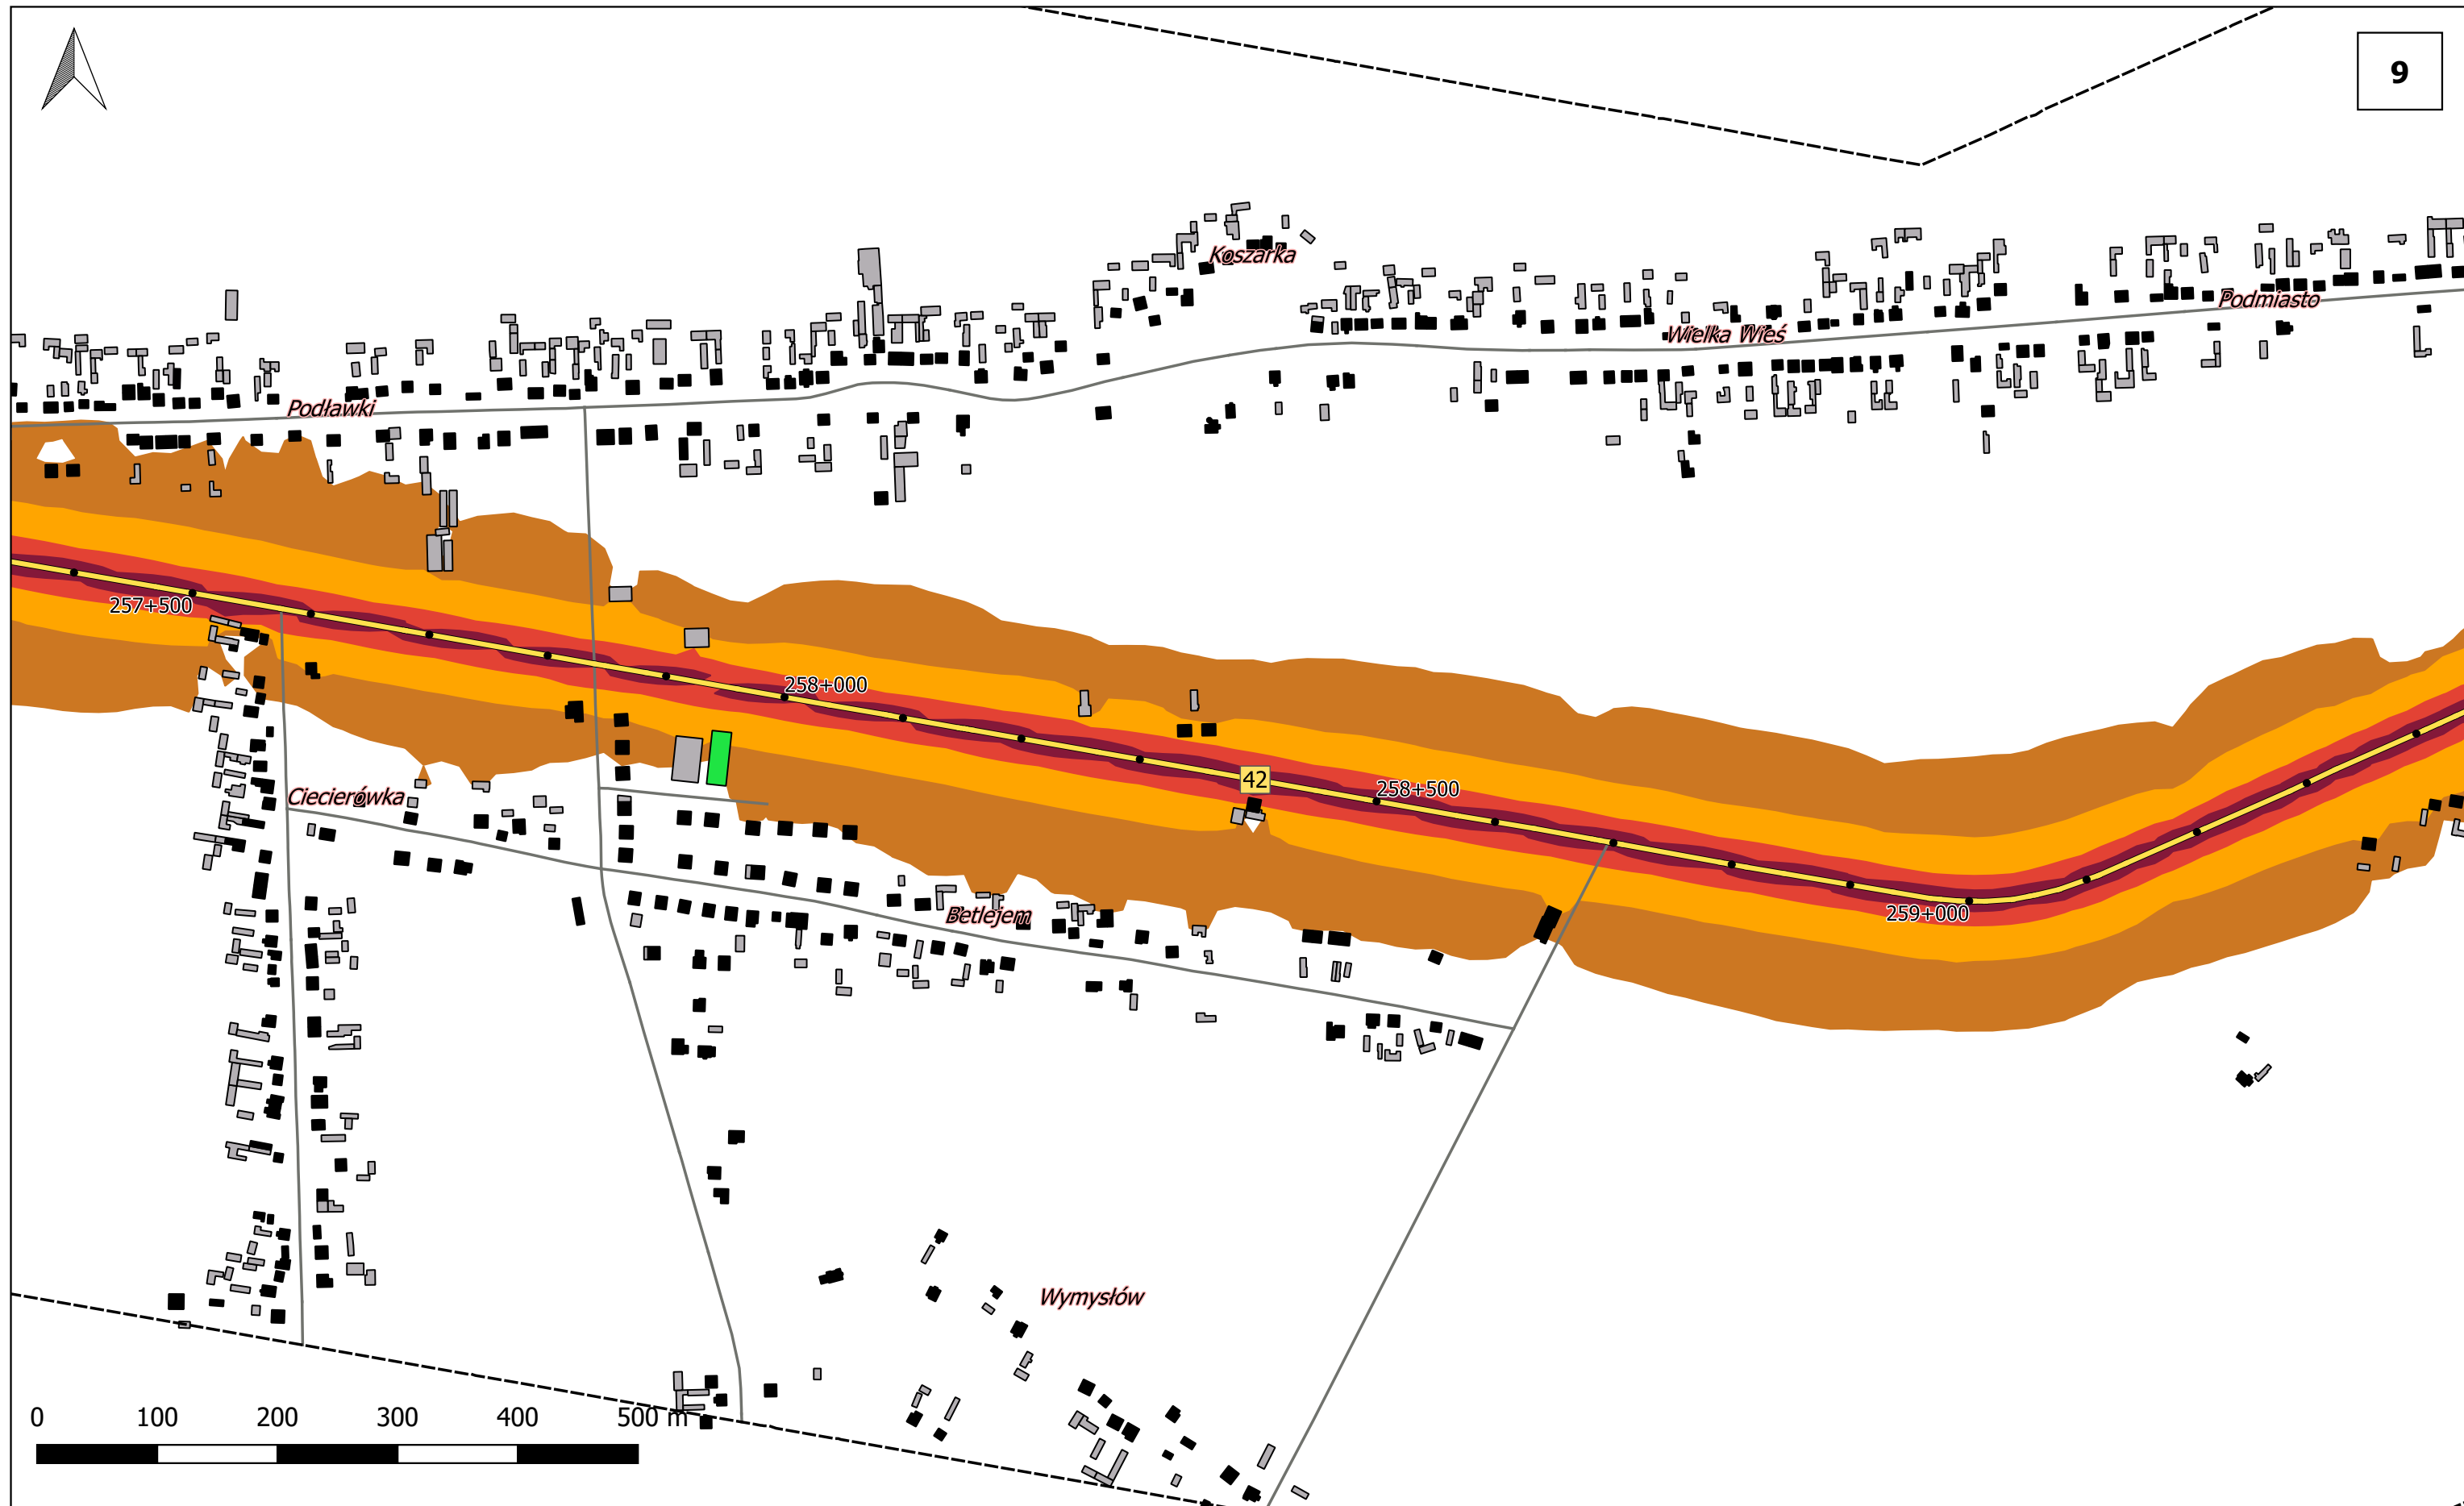 9
Koszarka
Podmiasto
Wielka Wieś
Podławki
257+500
258+000
42
258+500
Ciecierówka
259+000
Betlejem
Wymysłów
0 100 200 300 400 500 m